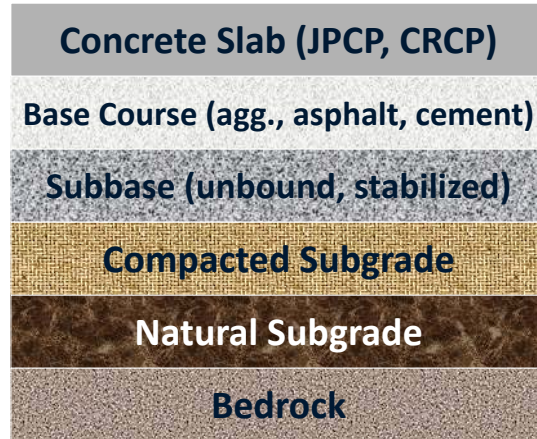 Concrete Slab (JPCP, CRCP)
Base Course (agg., asphalt, cement)
Subbase (unbound, stabilized)
Compacted Subgrade
Natural Subgrade
Bedrock